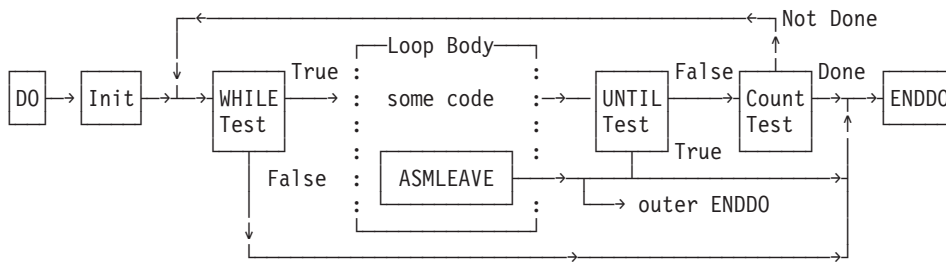 Not Done
Loop Body
True
False
Done
DO
Init
WHILE
Test
some code
UNTIL
Test
Count
Test
ENDDO
True
False
ASMLEAVE
outer ENDDO